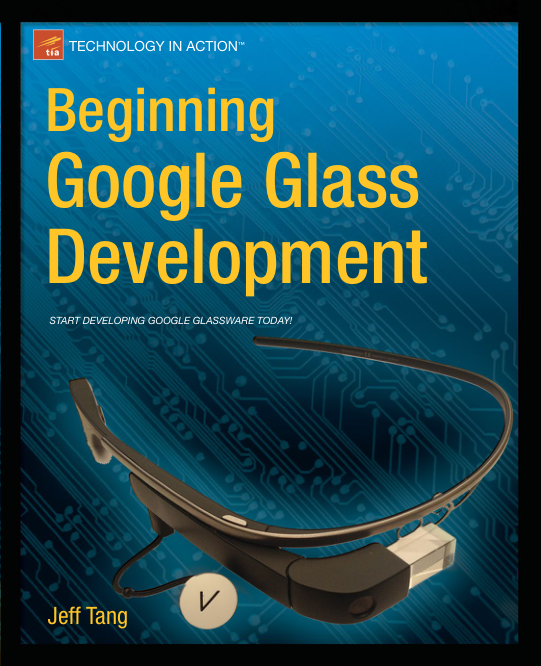 tia
TECHNOLOGY IN ACTION™
Beginning
Google Glass
Development
START DEVELOPING GOOGLE GLASSWARE TODAY!
V
Jeff Tang